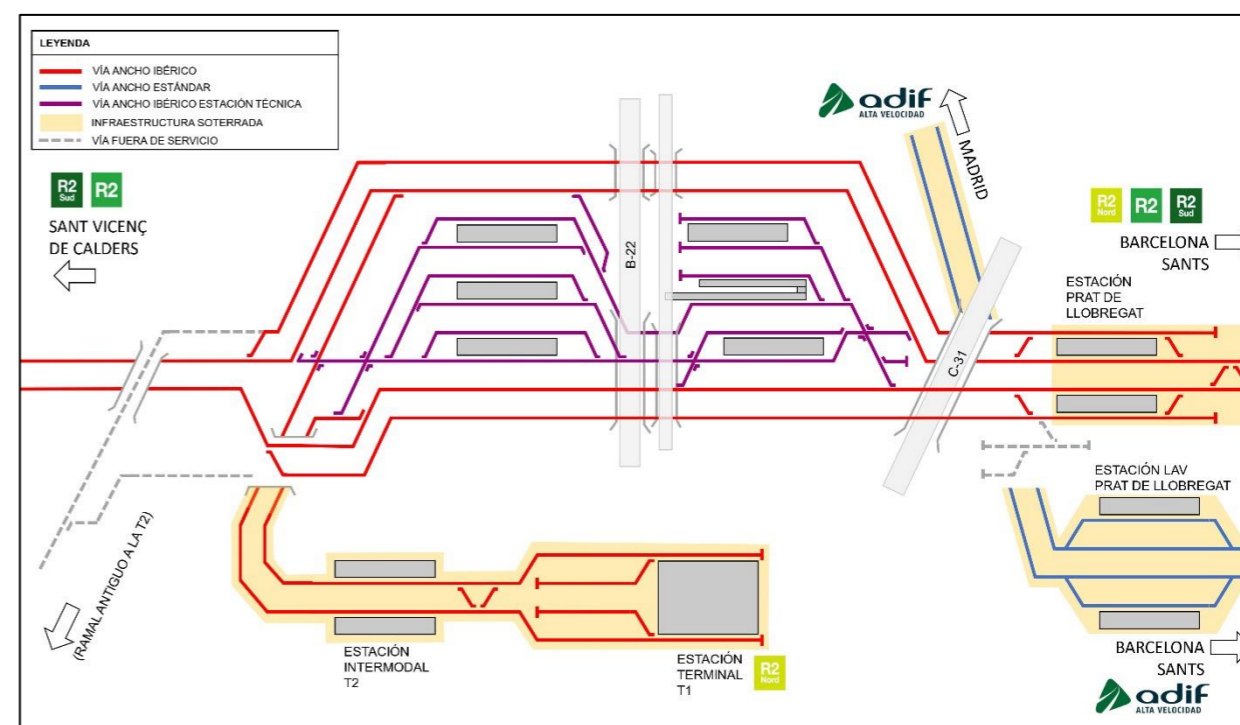 LEYENDA
VÍA ANCHO IBÉRICO
VÍA ANCHO ESTÁNDAR
VÍA ANCHO IBÉRICO ESTACIÓN TÉCNICA
INFRAESTRUCTURA SOTERRADA
VÍA FUERA DE SERVICIO
adif
ALTA VELOCIDAD
MADRID
R2
Sud
R2
SANT VICENÇ
DE CALDERS
B-22
C-31
R2
Nord
R2
R2
Sud
BARCELONA
SANTS
ESTACIÓN
PRAT DE
LLOBREGAT
ESTACIÓN LAV
PRAT DE LLOBREGAT
(RAMAL ANTIGUO A LA T2)
ESTACIÓN
INTERMODAL
T2
ESTACIÓN
TERMINAL
T1
R2
Nord
BARCELONA
SANTS
adif
ALTA VELOCIDAD